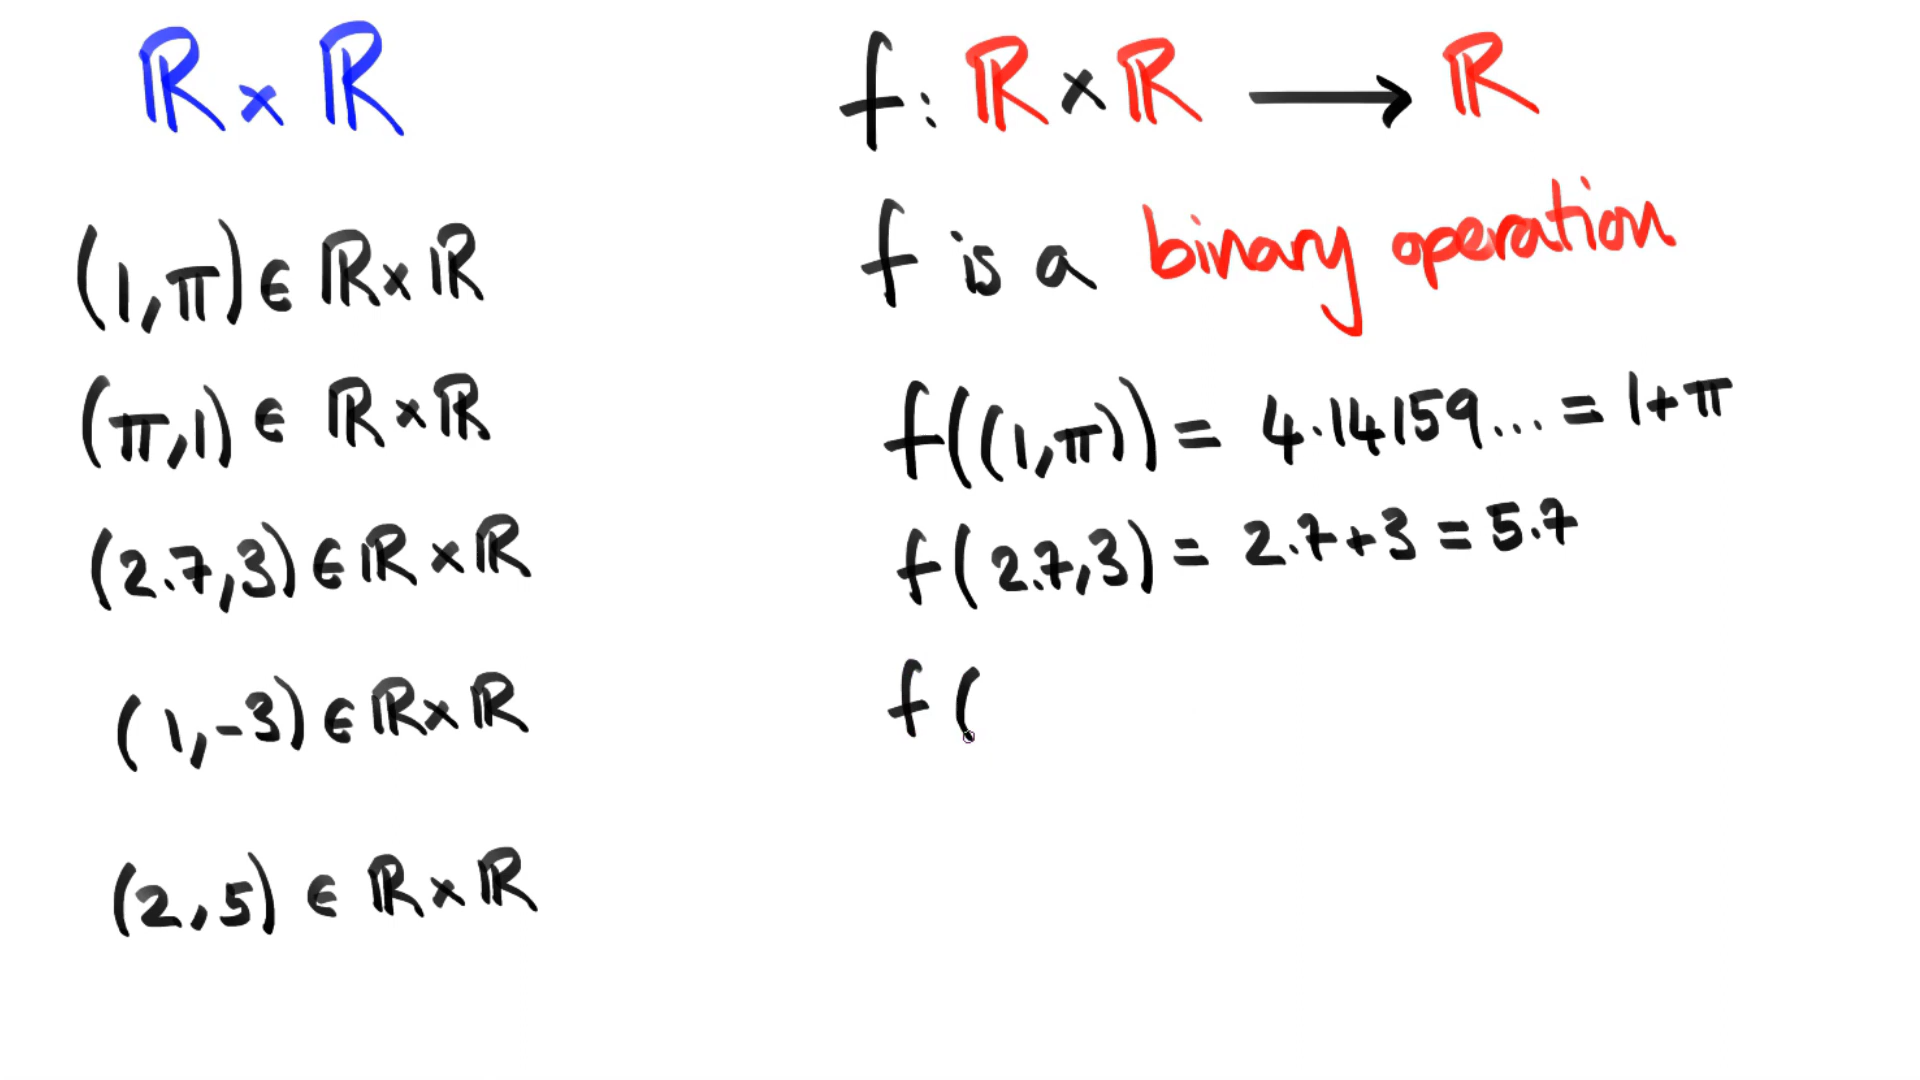 ℝ × ℝ
(1, π) ∈ ℝ × ℝ
(π, 1) ∈ ℝ × ℝ
(2.7, 3) ∈ ℝ × ℝ
(1, -3) ∈ ℝ × ℝ
(2, 5) ∈ ℝ × ℝ
f: ℝ × ℝ ⟶ ℝ
f is a binary operation
f((1, π)) = 4.14159... = 1 + π
f(2.7, 3) = 2.7 + 3 = 5.7
f(